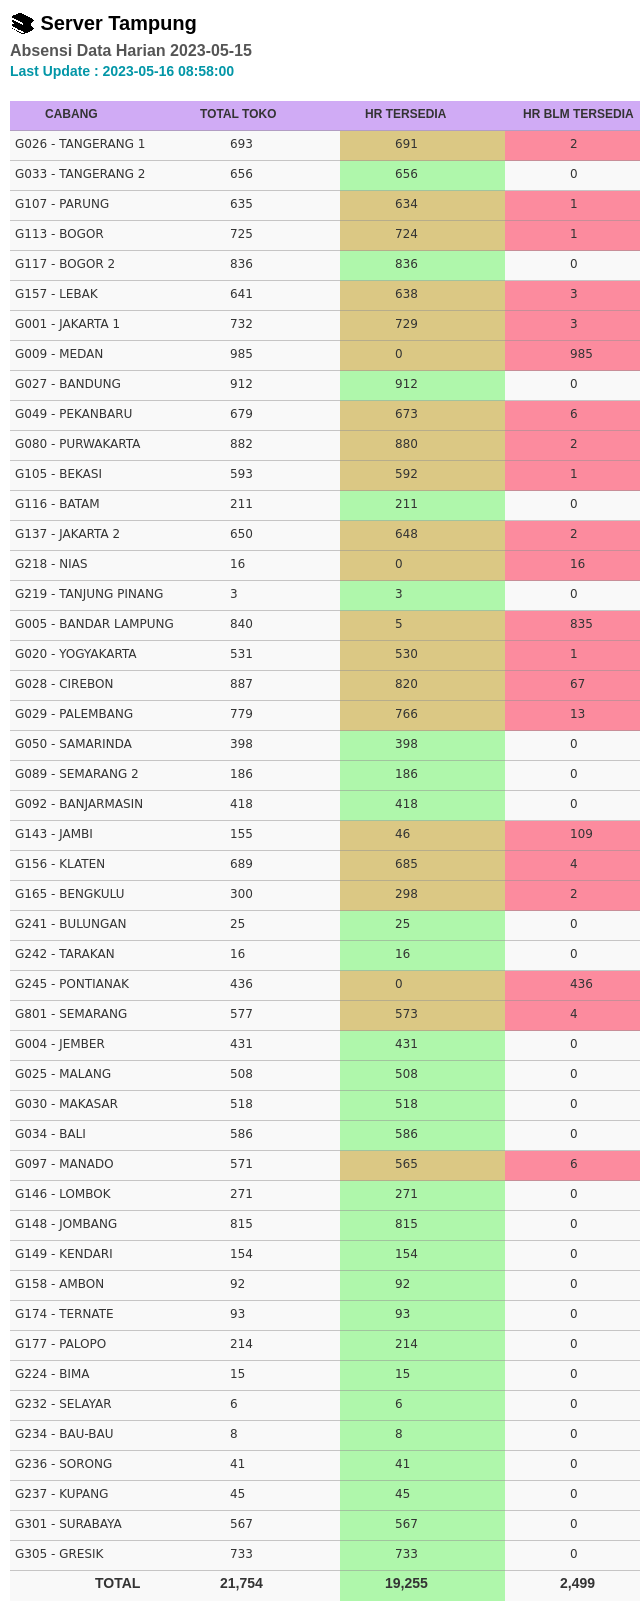 Server Tampung
Absensi Data Harian 2023-05-15
Last Update : 2023-05-16 08:58:00
CABANG TOTAL TOKO HR TERSEDIA HR BLM TERSEDIA
G026 - TANGERANG 1 693 691 2
G033 - TANGERANG 2 656 656 0
G107 - PARUNG 635 634 1
G113 - BOGOR 725 724 1
G117 - BOGOR 2 836 836 0
G157 - LEBAK 641 638 3
G001 - JAKARTA 1 732 729 3
G009 - MEDAN 985 0 985
G027 - BANDUNG 912 912 0
G049 - PEKANBARU 679 673 6
G080 - PURWAKARTA 882 880 2
G105 - BEKASI 593 592 1
G116 - BATAM 211 211 0
G137 - JAKARTA 2 650 648 2
G218 - NIAS 16 0 16
G219 - TANJUNG PINANG 3 3 0
G005 - BANDAR LAMPUNG 840 5 835
G020 - YOGYAKARTA 531 530 1
G028 - CIREBON 887 820 67
G029 - PALEMBANG 779 766 13
G050 - SAMARINDA 398 398 0
G089 - SEMARANG 2 186 186 0
G092 - BANJARMASIN 418 418 0
G143 - JAMBI 155 46 109
G156 - KLATEN 689 685 4
G165 - BENGKULU 300 298 2
G241 - BULUNGAN 25 25 0
G242 - TARAKAN 16 16 0
G245 - PONTIANAK 436 0 436
G801 - SEMARANG 577 573 4
G004 - JEMBER 431 431 0
G025 - MALANG 508 508 0
G030 - MAKASAR 518 518 0
G034 - BALI 586 586 0
G097 - MANADO 571 565 6
G146 - LOMBOK 271 271 0
G148 - JOMBANG 815 815 0
G149 - KENDARI 154 154 0
G158 - AMBON 92 92 0
G174 - TERNATE 93 93 0
G177 - PALOPO 214 214 0
G224 - BIMA 15 15 0
G232 - SELAYAR 6 6 0
G234 - BAU-BAU 8 8 0
G236 - SORONG 41 41 0
G237 - KUPANG 45 45 0
G301 - SURABAYA 567 567 0
G305 - GRESIK 733 733 0
TOTAL 21,754 19,255 2,499